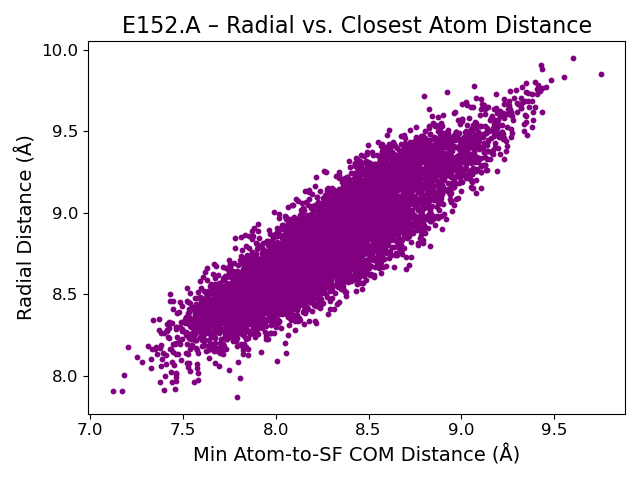 E152.A – Radial vs. Closest Atom Distance
Radial Distance (Å)
10.0
9.5
9.0
8.5
8.0
7.0 7.5 8.0 8.5 9.0 9.5
Min Atom-to-SF COM Distance (Å)